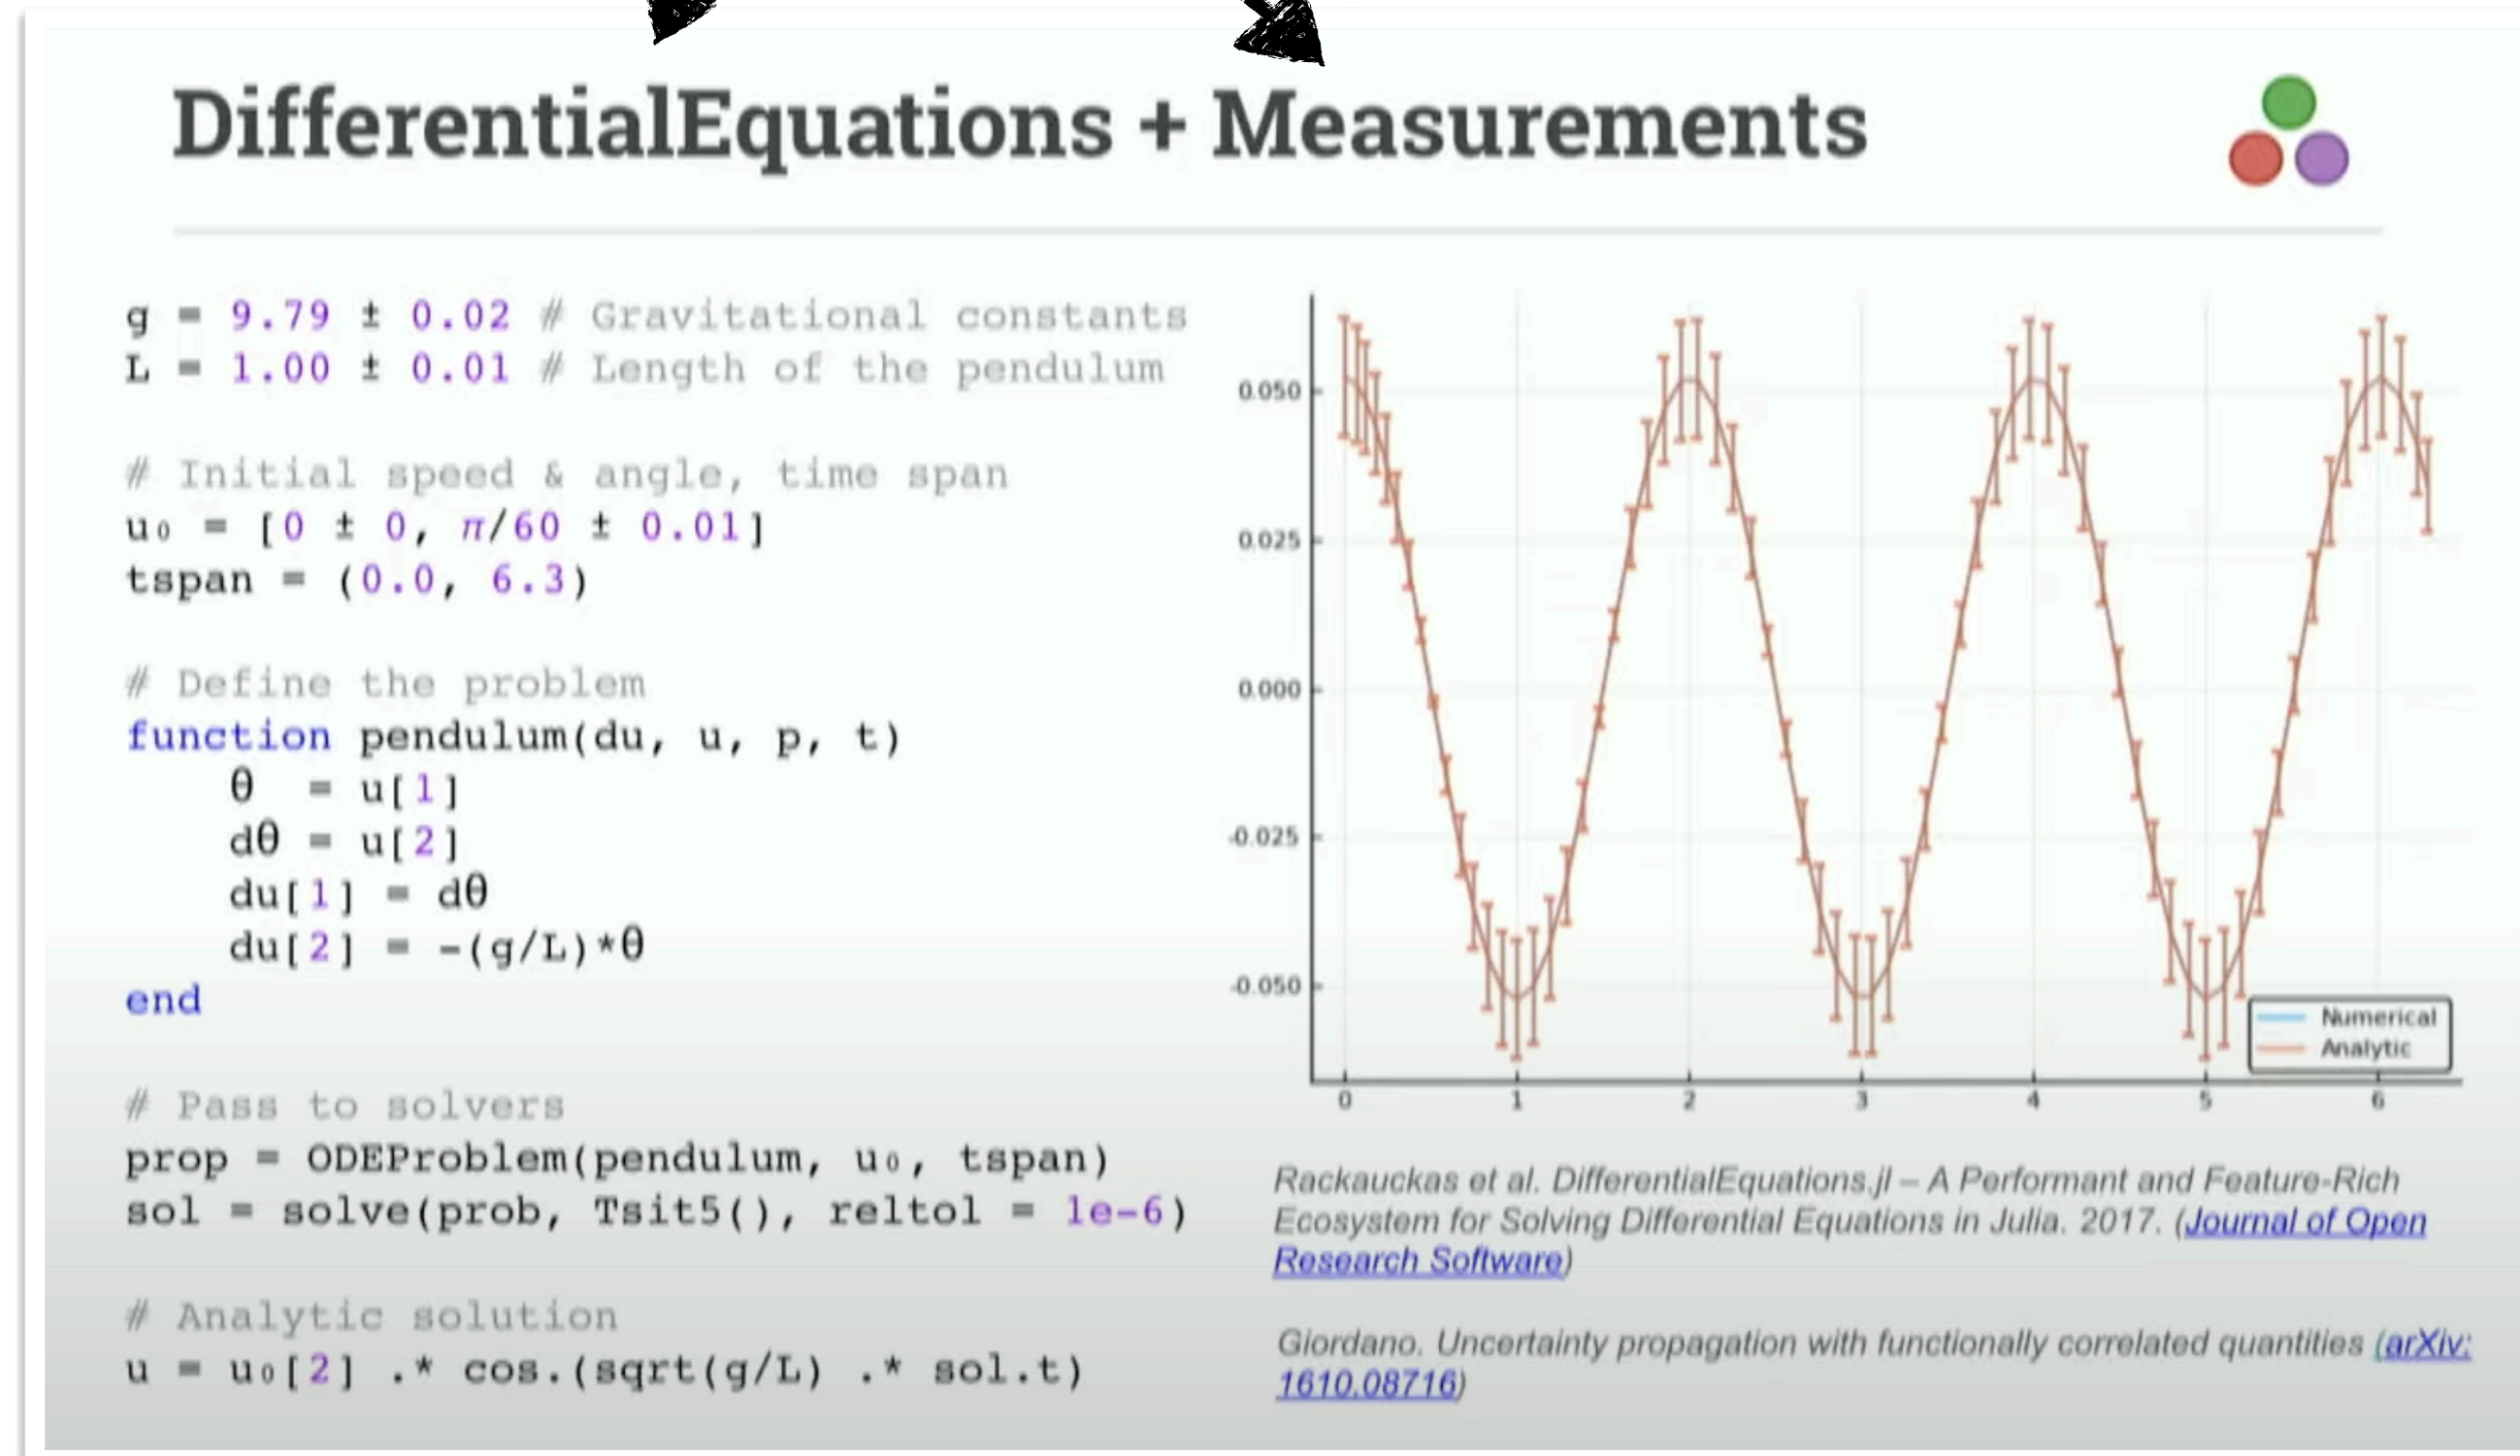 DifferentialEquations + Measurements
g = 9.79 ± 0.02 # Gravitational constants
L = 1.00 ± 0.01 # Length of the pendulum
# Initial speed & angle, time span
u₀ = [0 ± 0, π/60 ± 0.01]
tspan = (0.0, 6.3)
# Define the problem
function pendulum(du, u, p, t)
θ = u[1]
dθ = u[2]
du[1] = dθ
du[2] = -(g/L)*θ
end
# Pass to solvers
prop = ODEProblem(pendulum, u₀, tspan)
sol = solve(prob, Tsit5(), reltol = 1e-6)
# Analytic solution
u = u₀[2] .* cos.(sqrt(g/L) .* sol.t)
0.050
0.025
0.000
-0.025
-0.050
Numerical
Analytic
0 1 2 3 4 5 6
Rackauckas et al. DifferentialEquations.jl – A Performant and Feature-Rich
Ecosystem for Solving Differential Equations in Julia. 2017. (Journal of Open
Research Software)
Giordano. Uncertainty propagation with functionally correlated quantities (arXiv:
1610.08716)